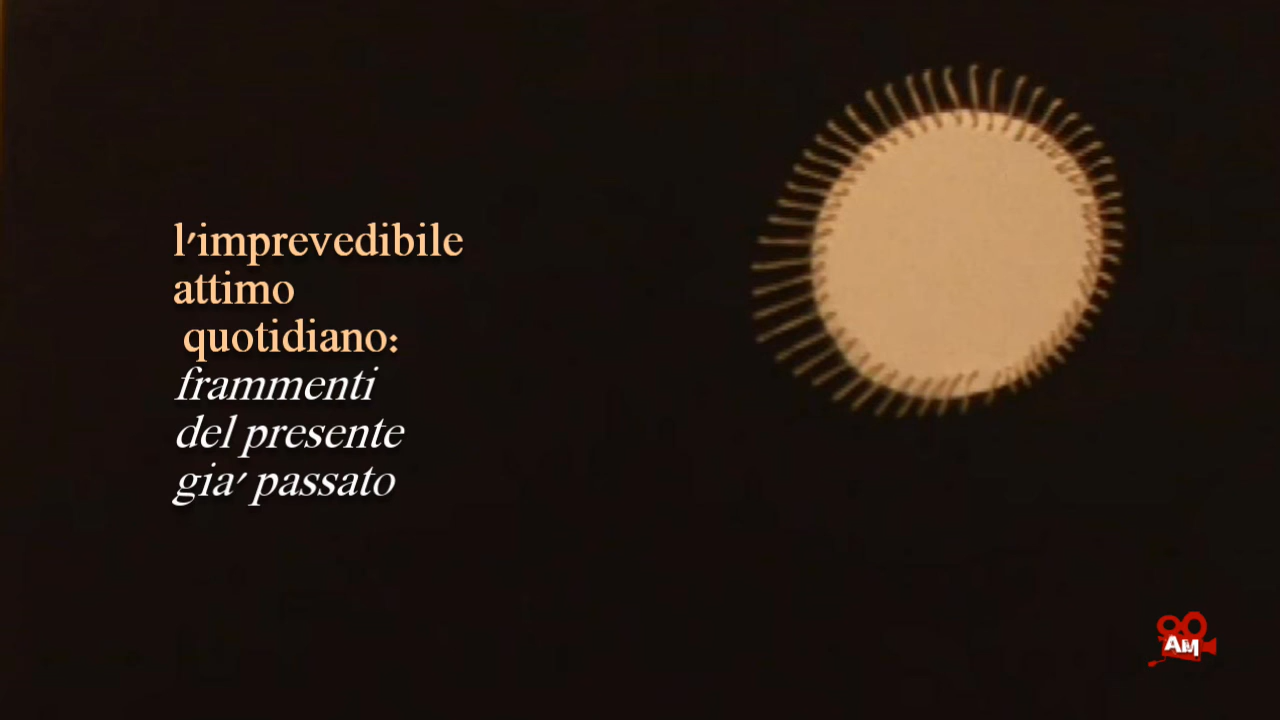 l'imprevedibile
attimo
quotidiano:
frammenti
del presente
gia' passato
AM